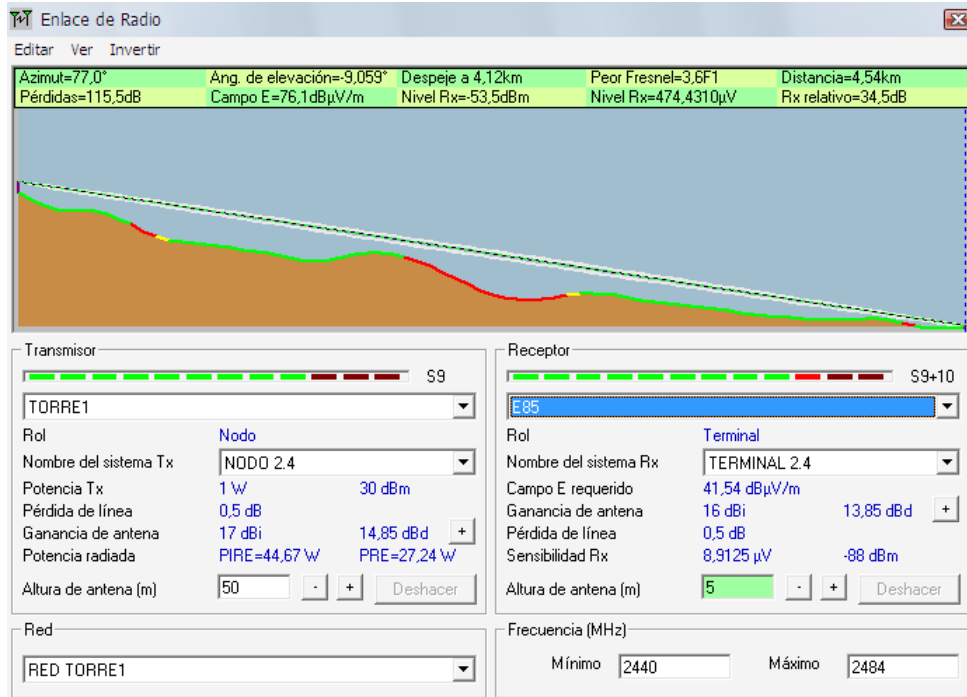 Enlace de Radio
Editar Ver Invertir
Azimut=77,0° Ang. de elevación=-9,059° Despeje a 4,12km Peor Fresnel=3,6F1 Distancia=4,54km
Pérdidas=115,5dB Campo E=76,1dBµV/m Nivel Rx=-53,5dBm Nivel Rx=474,4310µV Rx relativo=34,5dB
Transmisor
S9
TORRE1
Rol Nodo
Nombre del sistema Tx NODO 2.4
Potencia Tx 1 W 30 dBm
Pérdida de línea 0,5 dB
Ganancia de antena 17 dBi 14,85 dBd +
Potencia radiada PIRE=44,67 W PRE=27,24 W
Altura de antena (m) 50 - + Deshacer
Red
RED TORRE1
Receptor
S9+10
E85
Rol Terminal
Nombre del sistema Rx TERMINAL 2.4
Campo E requerido 41,54 dBµV/m
Ganancia de antena 16 dBi 13,85 dBd +
Pérdida de línea 0,5 dB
Sensibilidad Rx 8,9125 µV -88 dBm
Altura de antena (m) 5 - + Deshacer
Frecuencia (MHz)
Mínimo 2440 Máximo 2484